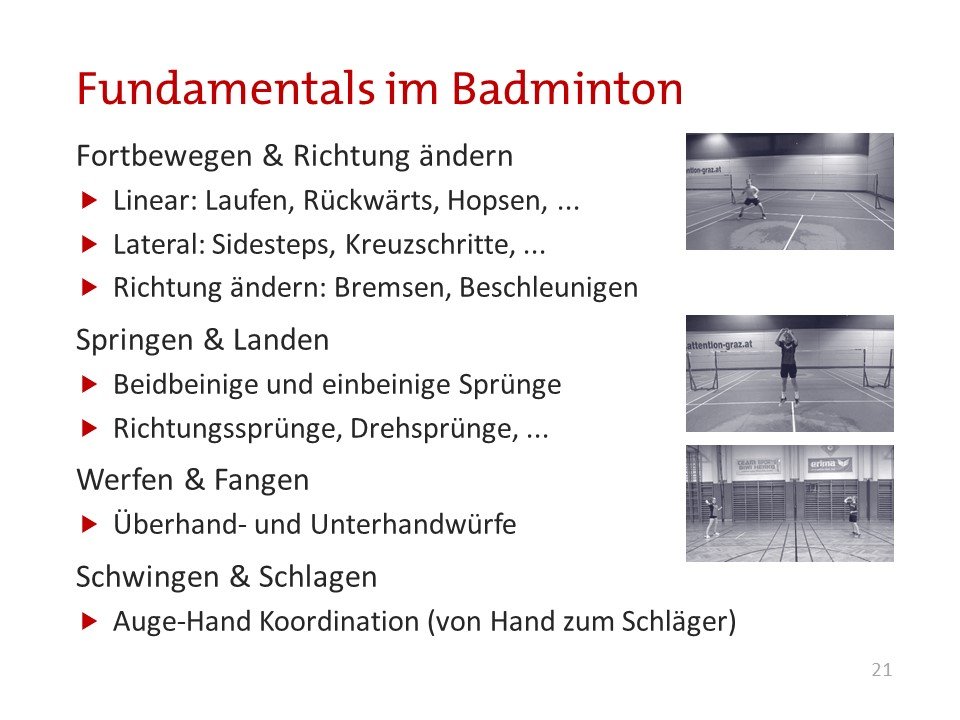 Fundamentals im Badminton
Fortbewegen & Richtung ändern
Linear: Laufen, Rückwärts, Hopsen, ...
Lateral: Sidesteps, Kreuzschritte, ...
Richtung ändern: Bremsen, Beschleunigen
Springen & Landen
Beidbeinige und einbeinige Sprünge
Richtungssprünge, Drehsprünge, ...
Werfen & Fangen
Überhand- und Unterhandwürfe
Schwingen & Schlagen
Auge-Hand Koordination (von Hand zum Schläger)
ttention-graz.at
attention-graz.at
erima
21